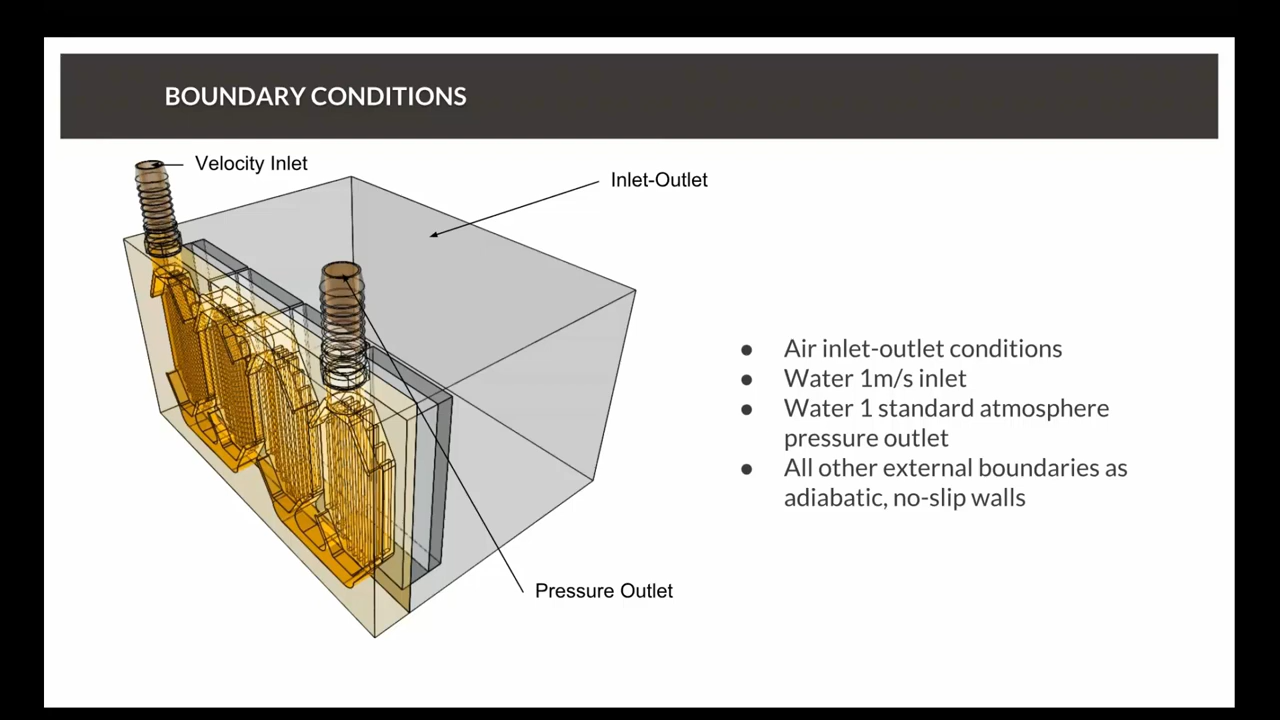 BOUNDARY CONDITIONS
Velocity Inlet
Inlet-Outlet
● Air inlet-outlet conditions
● Water 1m/s inlet
● Water 1 standard atmosphere
pressure outlet
● All other external boundaries as
adiabatic, no-slip walls
Pressure Outlet